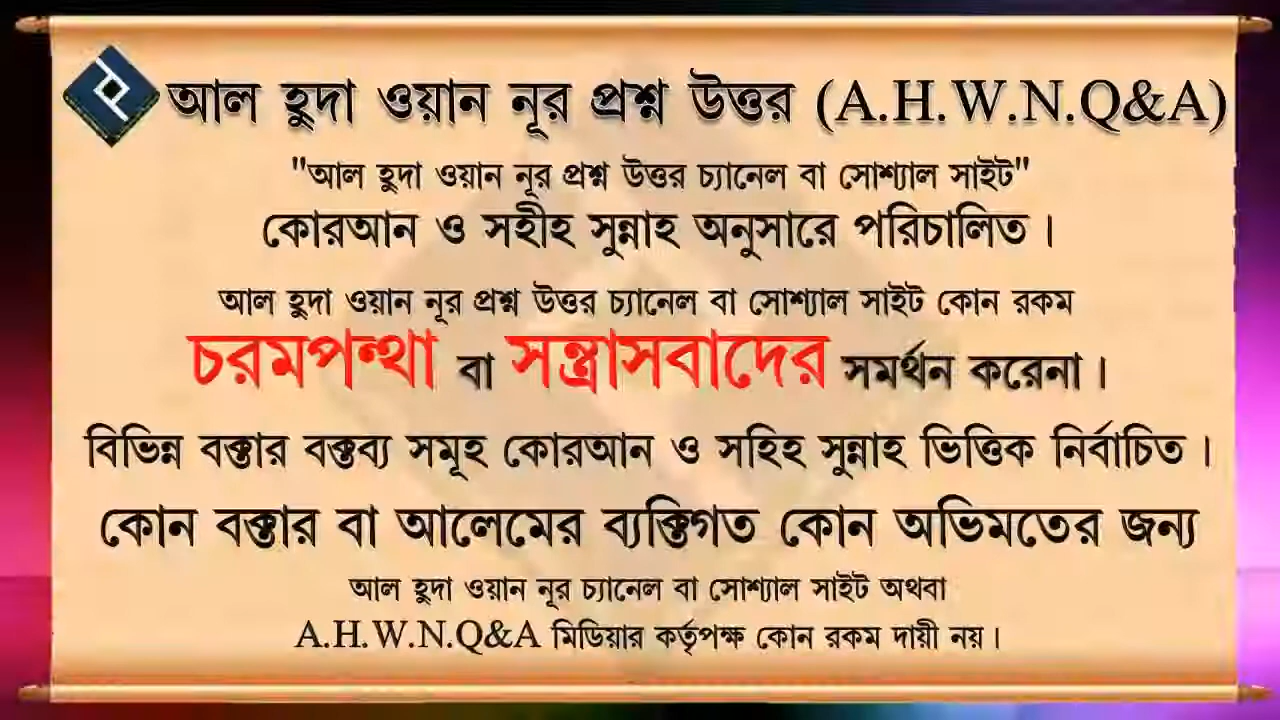 আল হুদা ওয়ান নূর প্রশ্ন উত্তর (A.H.W.N.Q&A)
"আল হুদা ওয়ান নূর প্রশ্ন উত্তর চ্যানেল বা সোশ্যাল সাইট"
কোরআন ও সহীহ সুন্নাহ অনুসারে পরিচালিত।
আল হুদা ওয়ান নূর প্রশ্ন উত্তর চ্যানেল বা সোশ্যাল সাইট কোন রকম
চরমপন্থা বা সন্ত্রাসবাদের সমর্থন করেনা।
বিভিন্ন বক্তার বক্তব্য সমূহ কোরআন ও সহিহ সুন্নাহ ভিত্তিক নির্বাচিত।
কোন বক্তার বা আলেমের ব্যক্তিগত কোন অভিমতের জন্য
আল হুদা ওয়ান নূর চ্যানেল বা সোশ্যাল সাইট অথবা
A.H.W.N.Q&A মিডিয়ার কর্তৃপক্ষ কোন রকম দায়ী নয়।